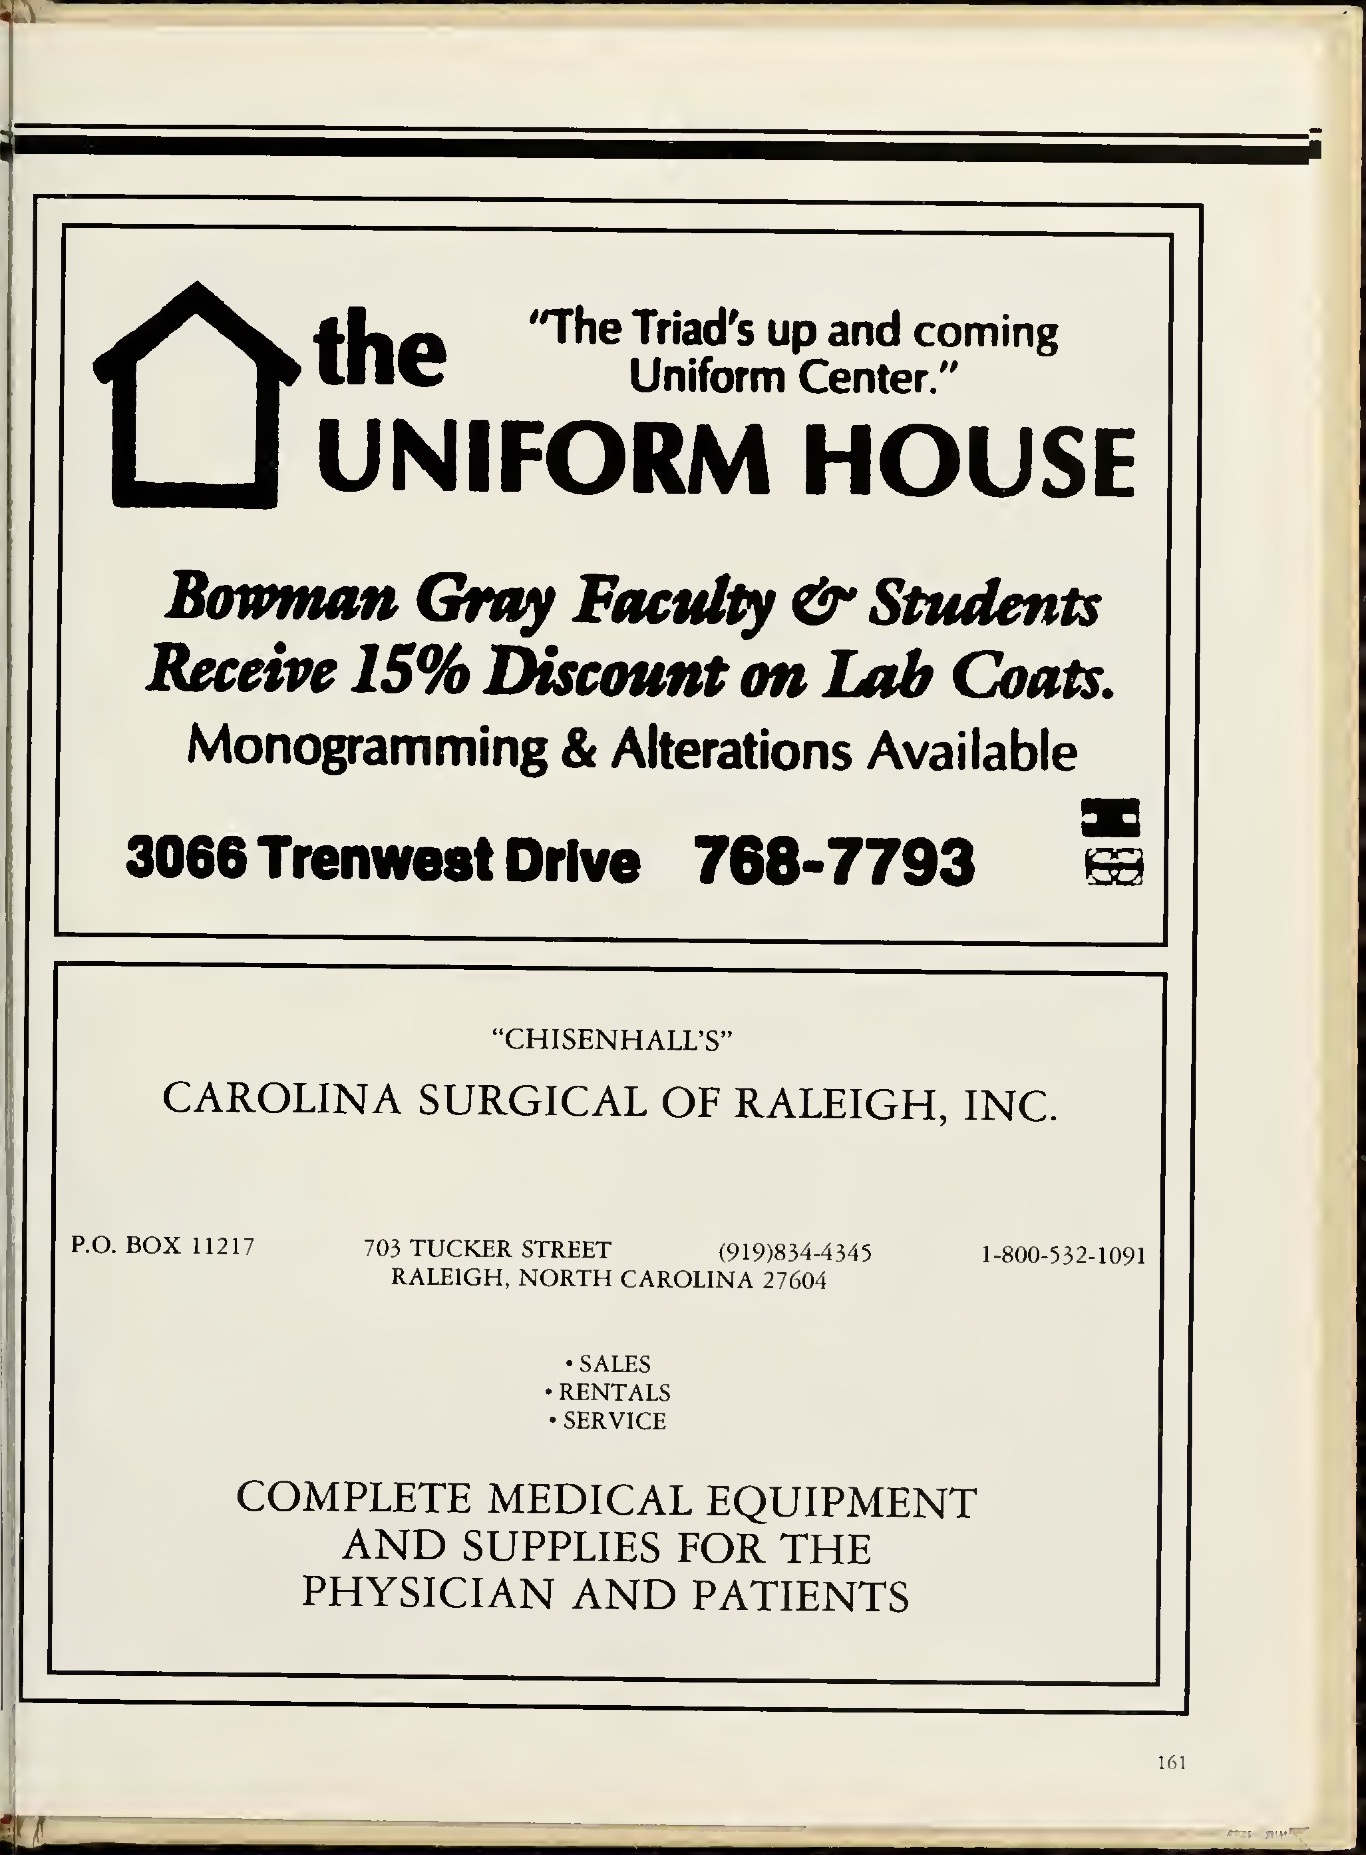 the
"The Triad's up and coming
Uniform Center."
UNIFORM HOUSE
Bowman Gray Faculty & Students
Receive 15% Discount on Lab Coats.
Monogramming & Alterations Available
3066 Trenwest Drive 768-7793
"CHISENHALL'S"
CAROLINA SURGICAL OF RALEIGH, INC.
P.O. BOX 11217 703 TUCKER STREET (919)834-4345 1-800-532-1091
RALEIGH, NORTH CAROLINA 27604
• SALES
• RENTALS
• SERVICE
COMPLETE MEDICAL EQUIPMENT
AND SUPPLIES FOR THE
PHYSICIAN AND PATIENTS
161